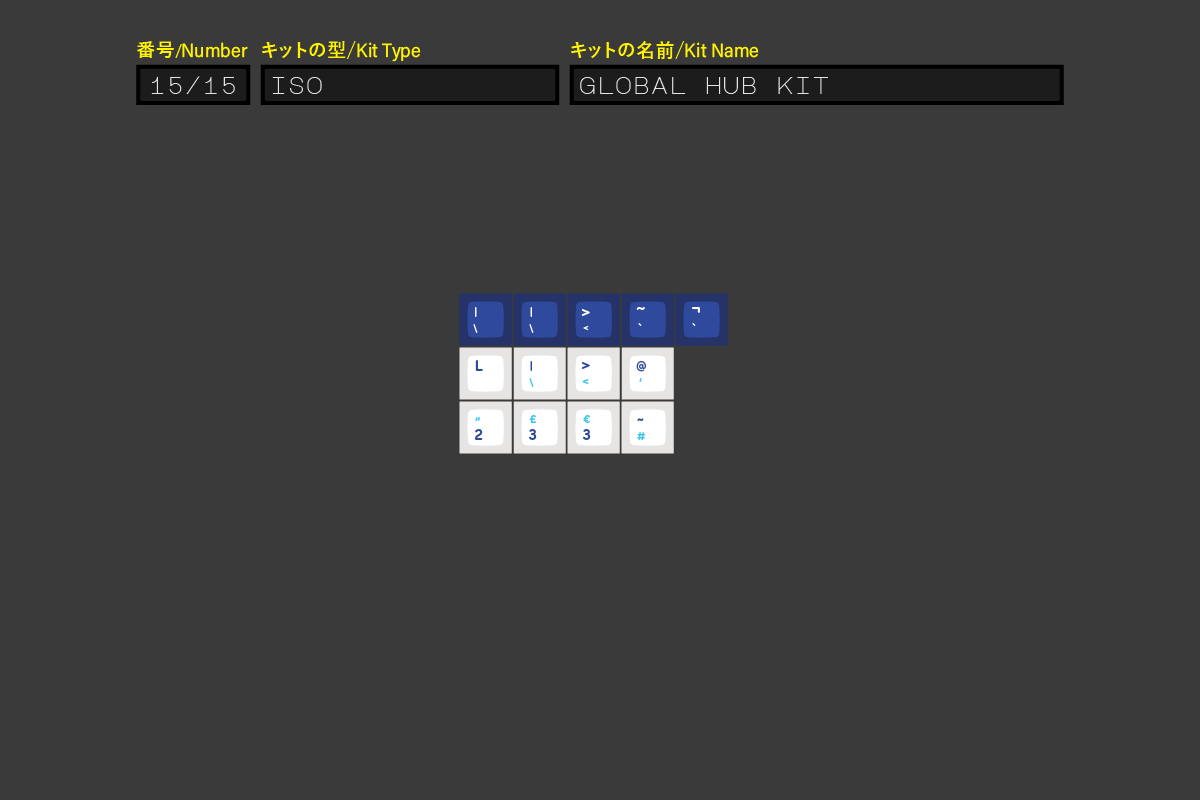 番号/Number キットの型/Kit Type キットの名前/Kit Name
15/15 ISO GLOBAL HUB KIT
| | > ~ ¬
\ \ < ` `
L | > @
\ < '
" € € ~
2 3 3 #